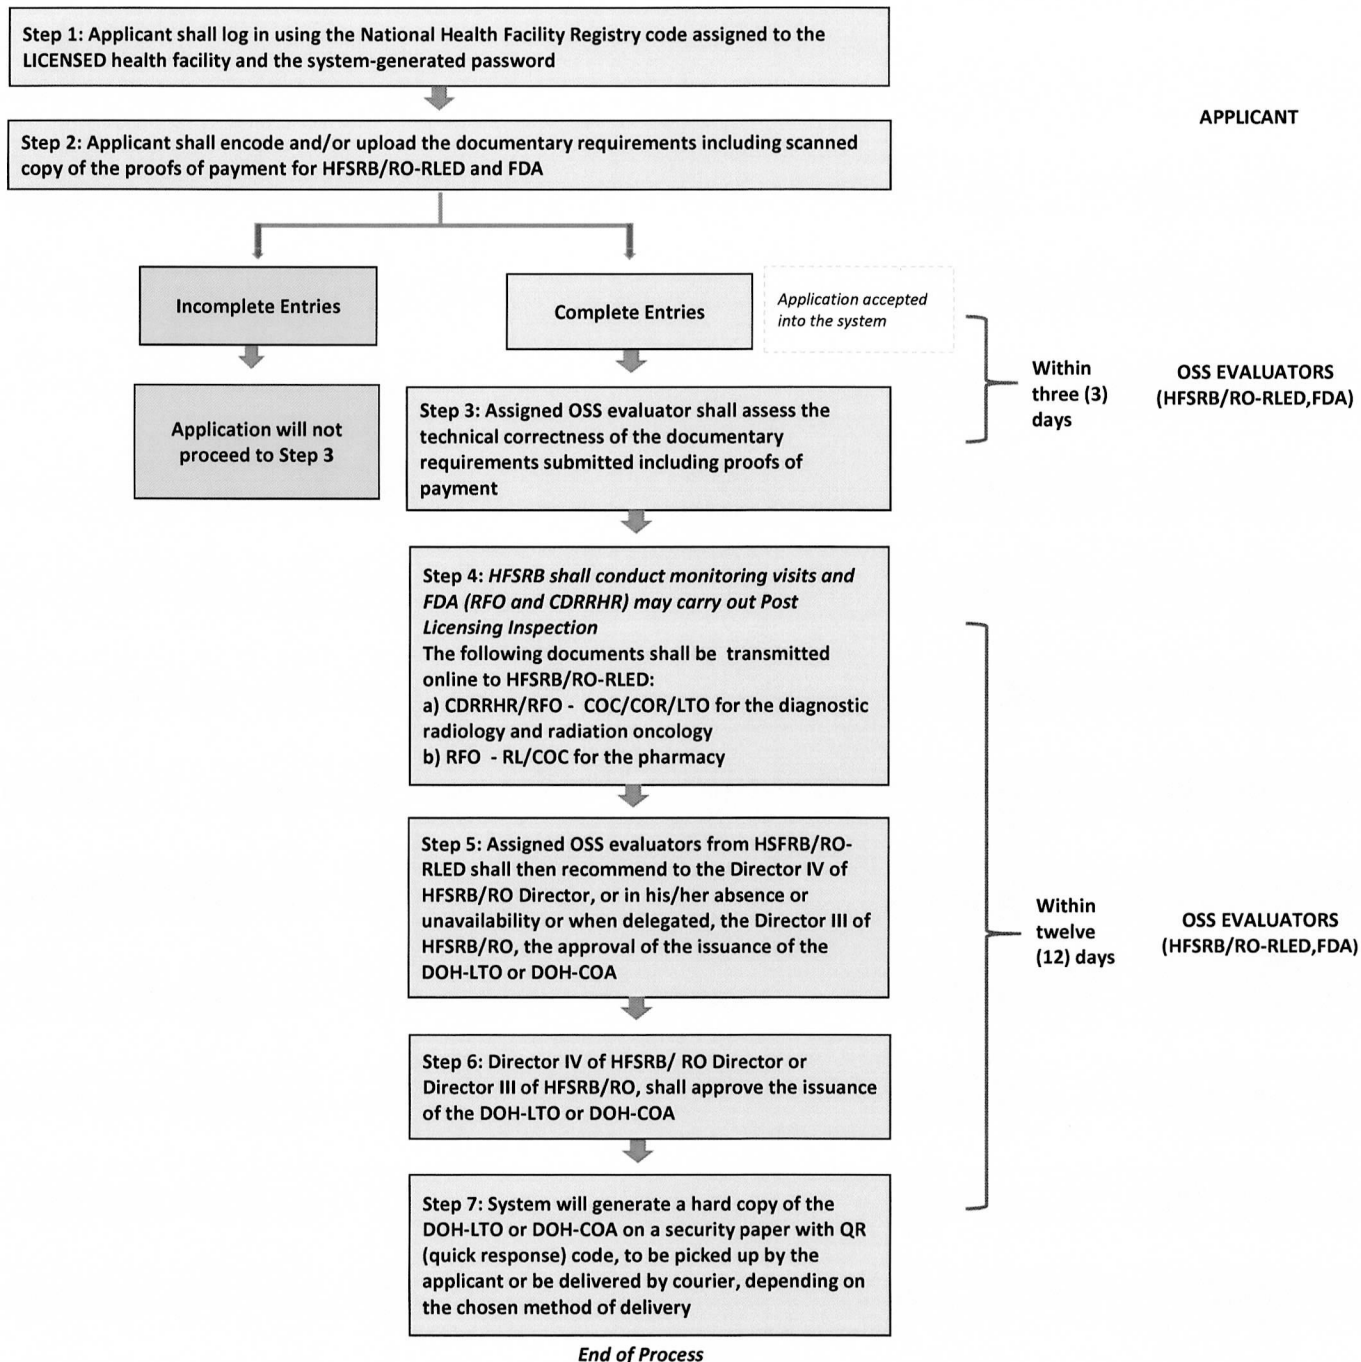 Step 1: Applicant shall log in using the National Health Facility Registry code assigned to the
LICENSED health facility and the system-generated password
APPLICANT
Step 2: Applicant shall encode and/or upload the documentary requirements including scanned
copy of the proofs of payment for HFSRB/RO-RLED and FDA
Incomplete Entries
Complete Entries
Application accepted
into the system
Application will not
proceed to Step 3
Step 3: Assigned OSS evaluator shall assess the
technical correctness of the documentary
requirements submitted including proofs of
payment
Within
three (3)
days
OSS EVALUATORS
(HFSRB/RO-RLED,FDA)
Step 4: HFSRB shall conduct monitoring visits and
FDA (RFO and CDRRHR) may carry out Post
Licensing Inspection
The following documents shall be transmitted
online to HFSRB/RO-RLED:
a) CDRRHR/RFO - COC/COR/LTO for the diagnostic
radiology and radiation oncology
b) RFO - RL/COC for the pharmacy
Step 5: Assigned OSS evaluators from HSFRB/RO-
RLED shall then recommend to the Director IV of
HFSRB/RO Director, or in his/her absence or
unavailability or when delegated, the Director III of
HFSRB/RO, the approval of the issuance of the
DOH-LTO or DOH-COA
Within
twelve
(12) days
OSS EVALUATORS
(HFSRB/RO-RLED,FDA)
Step 6: Director IV of HFSRB/ RO Director or
Director III of HFSRB/RO, shall approve the issuance
of the DOH-LTO or DOH-COA
Step 7: System will generate a hard copy of the
DOH-LTO or DOH-COA on a security paper with QR
(quick response) code, to be picked up by the
applicant or be delivered by courier, depending on
the chosen method of delivery
End of Process